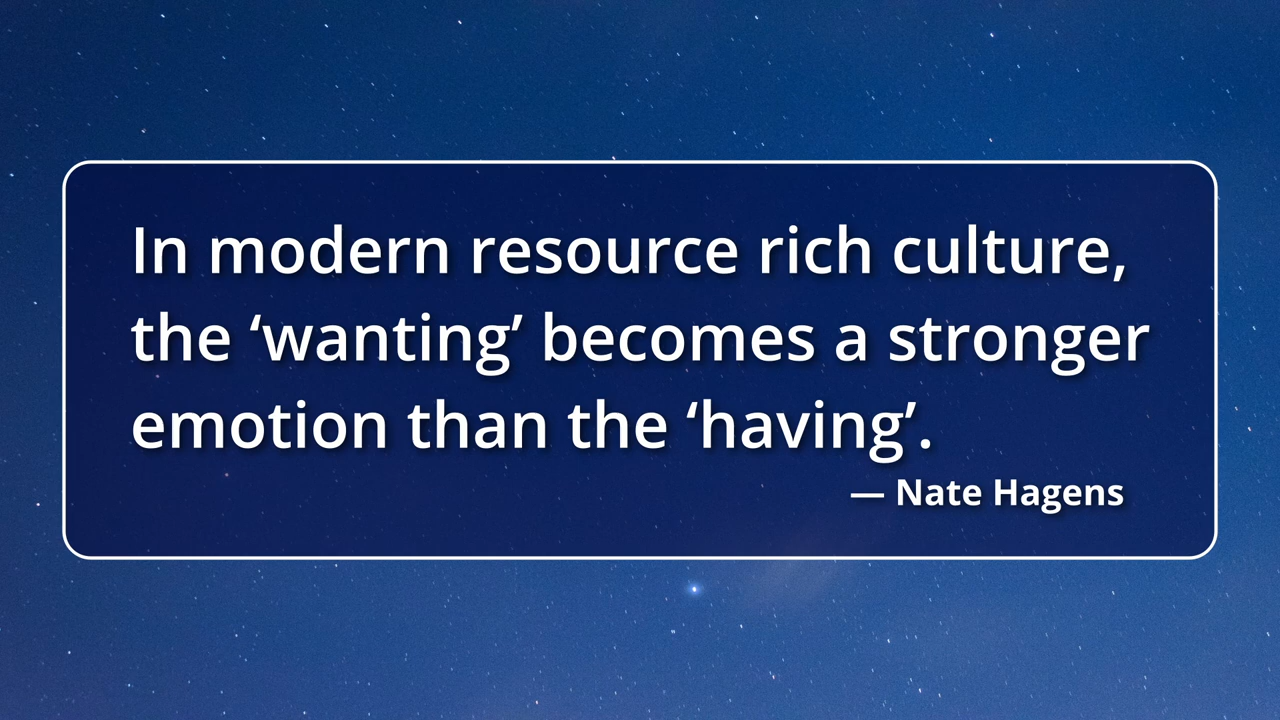 In modern resource rich culture,
the ‘wanting’ becomes a stronger
emotion than the ‘having’.
— Nate Hagens